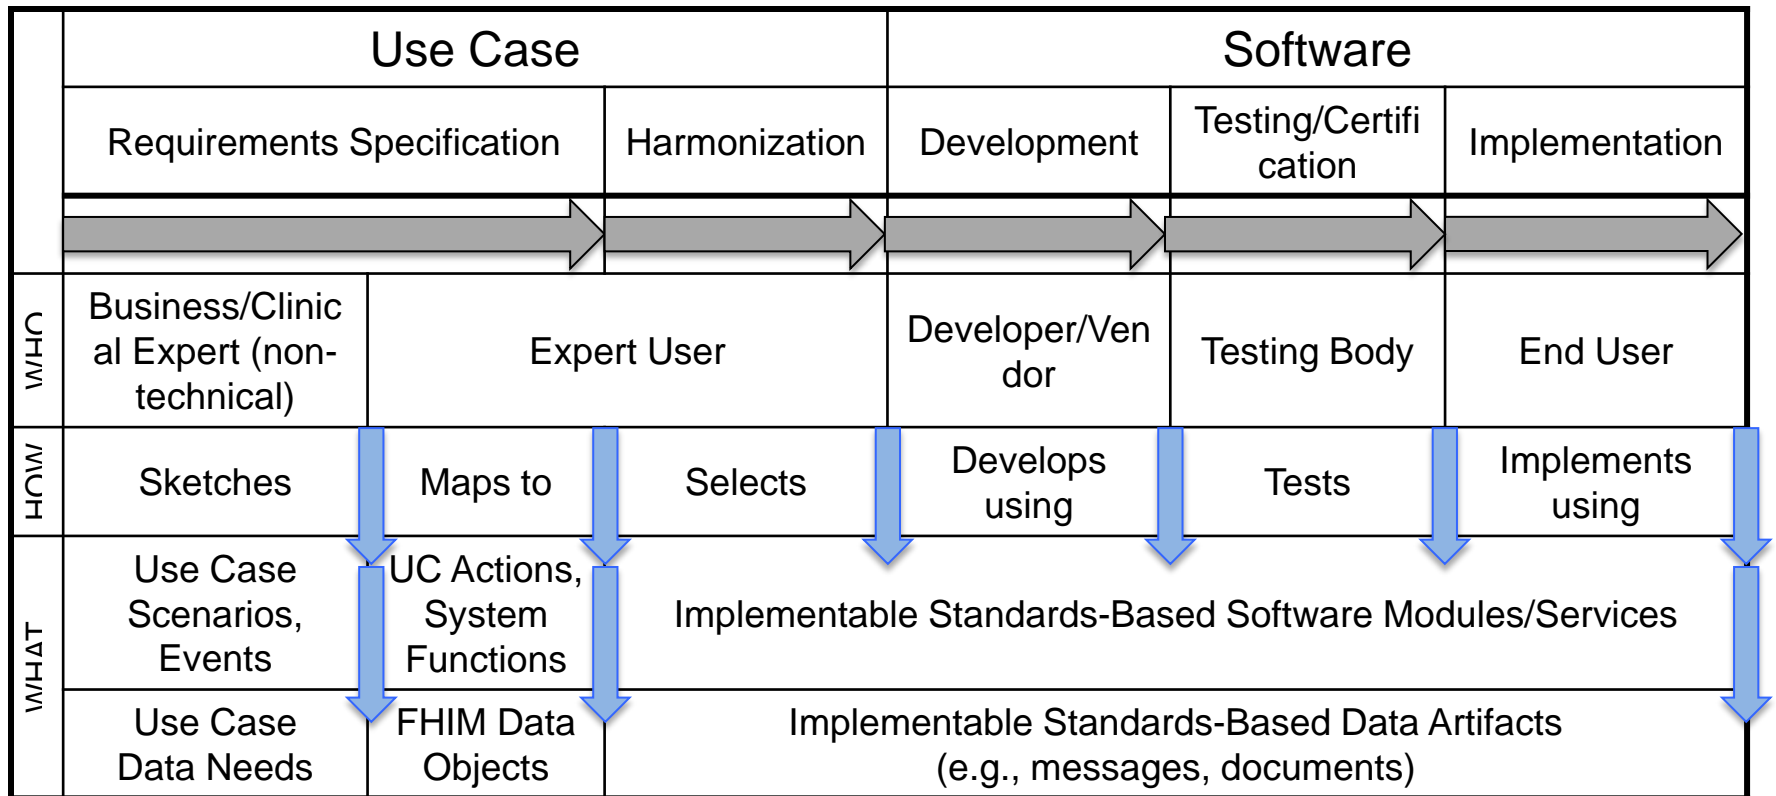 Use Case
Software
Requirements Specification
Harmonization
Development
Testing/Certifi
cation
Implementation
WHO
Business/Clinic
al Expert (non-
technical)
Expert User
Developer/Ven
dor
Testing Body
End User
HOW
Sketches
Maps to
Selects
Develops
using
Tests
Implements
using
WHAT
Use Case
Scenarios,
Events
UC Actions,
System
Functions
Implementable Standards-Based Software Modules/Services
Use Case
Data Needs
FHIM Data
Objects
Implementable Standards-Based Data Artifacts
(e.g., messages, documents)